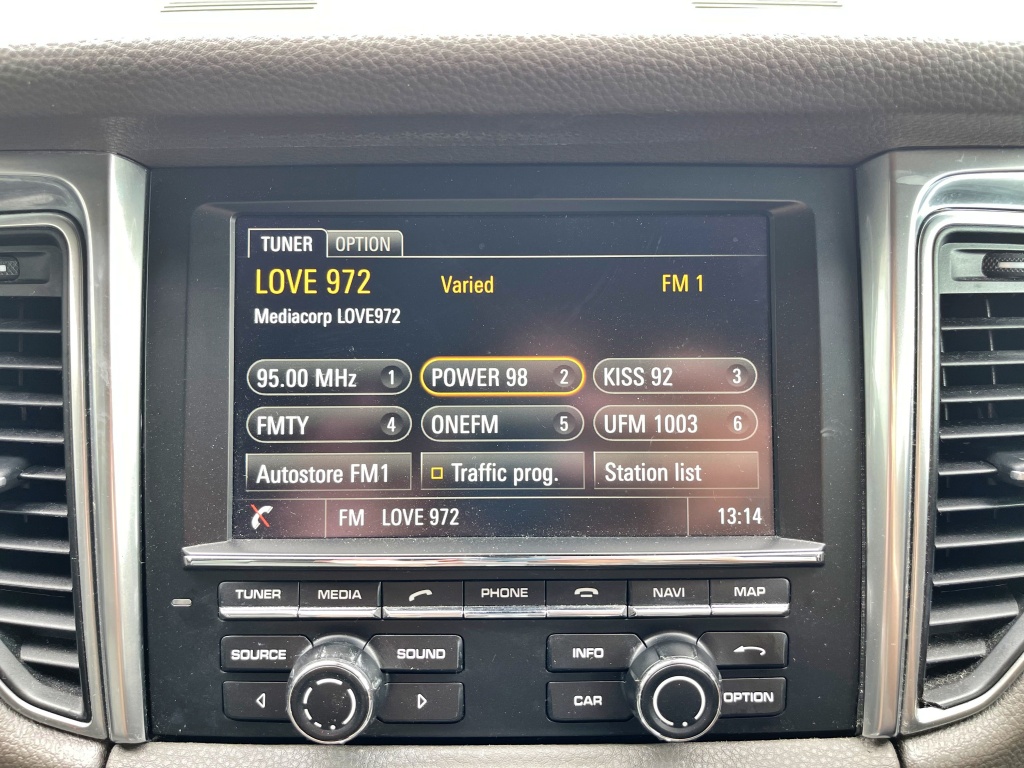 TUNER OPTION
LOVE 972 Varied FM 1
Mediacorp LOVE972
95.00 MHz 1 POWER 98 2 KISS 92 3
FMTY 4 ONEFM 5 UFM 1003 6
Autostore FM1 Traffic prog. Station list
FM LOVE 972 13:14
TUNER MEDIA PHONE NAVI MAP
SOURCE SOUND INFO
CAR OPTION